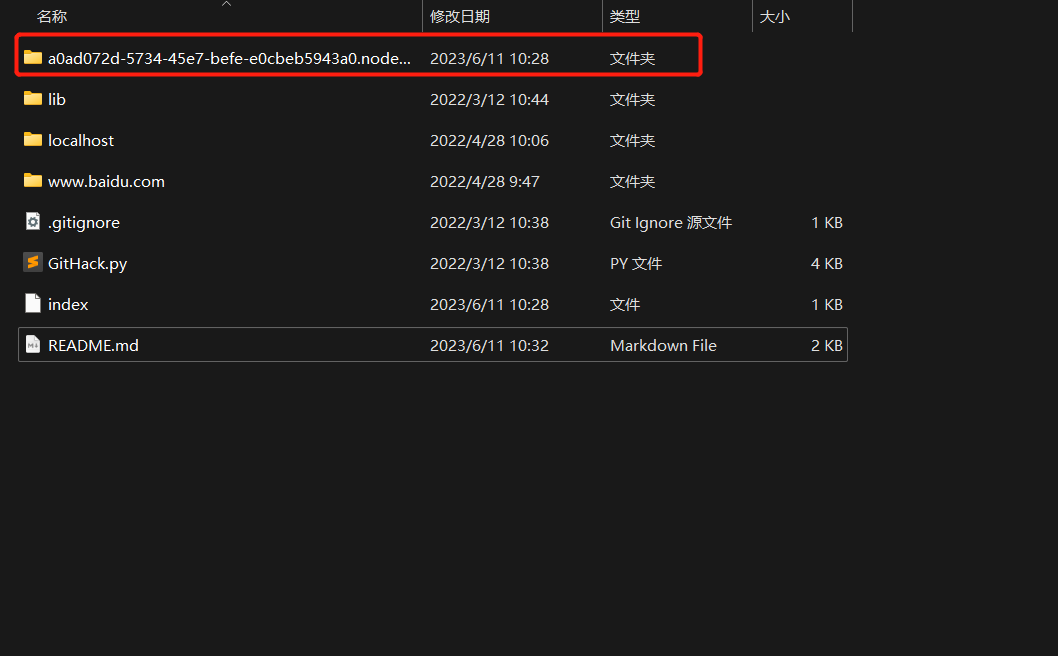 名称 修改日期 类型 大小
a0ad072d-5734-45e7-befe-e0cbeb5943a0.node... 2023/6/11 10:28 文件夹
lib 2022/3/12 10:44 文件夹
localhost 2022/4/28 10:06 文件夹
www.baidu.com 2022/4/28 9:47 文件夹
.gitignore 2022/3/12 10:38 Git Ignore 源文件 1 KB
GitHack.py 2022/3/12 10:38 PY 文件 4 KB
index 2023/6/11 10:28 文件 1 KB
README.md 2023/6/11 10:32 Markdown File 2 KB